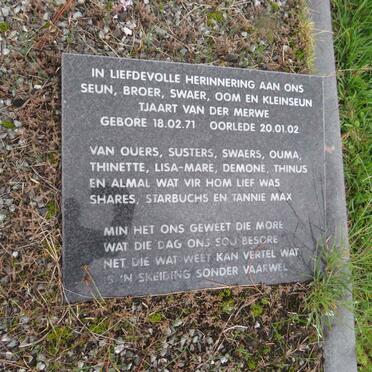 IN LIEFDEVOLLE HERINNERING AAN ONS
SEUN, BROER, SWAER, OOM EN KLEINSEUN
TJAART VAN DER MERWE
GEBORE 18.02.71 OORLEDE 20.01.02
VAN OUERS, SUSTERS, SWAERS, OUMA,
THINETTE, LISA-MARE, DEMONE, THINUS
EN ALMAL WAT VIR HOM LIEF WAS
SHARES, STARBUCHS EN TANNIE MAX
MIN HET ONS GEWEET DIE MORE
WAT DIE DAG ONS SOU BESORE
NET DIE WAT WEET KAN VERTEL WAT
IS 'N SKEIDING SONDER VAARWEL